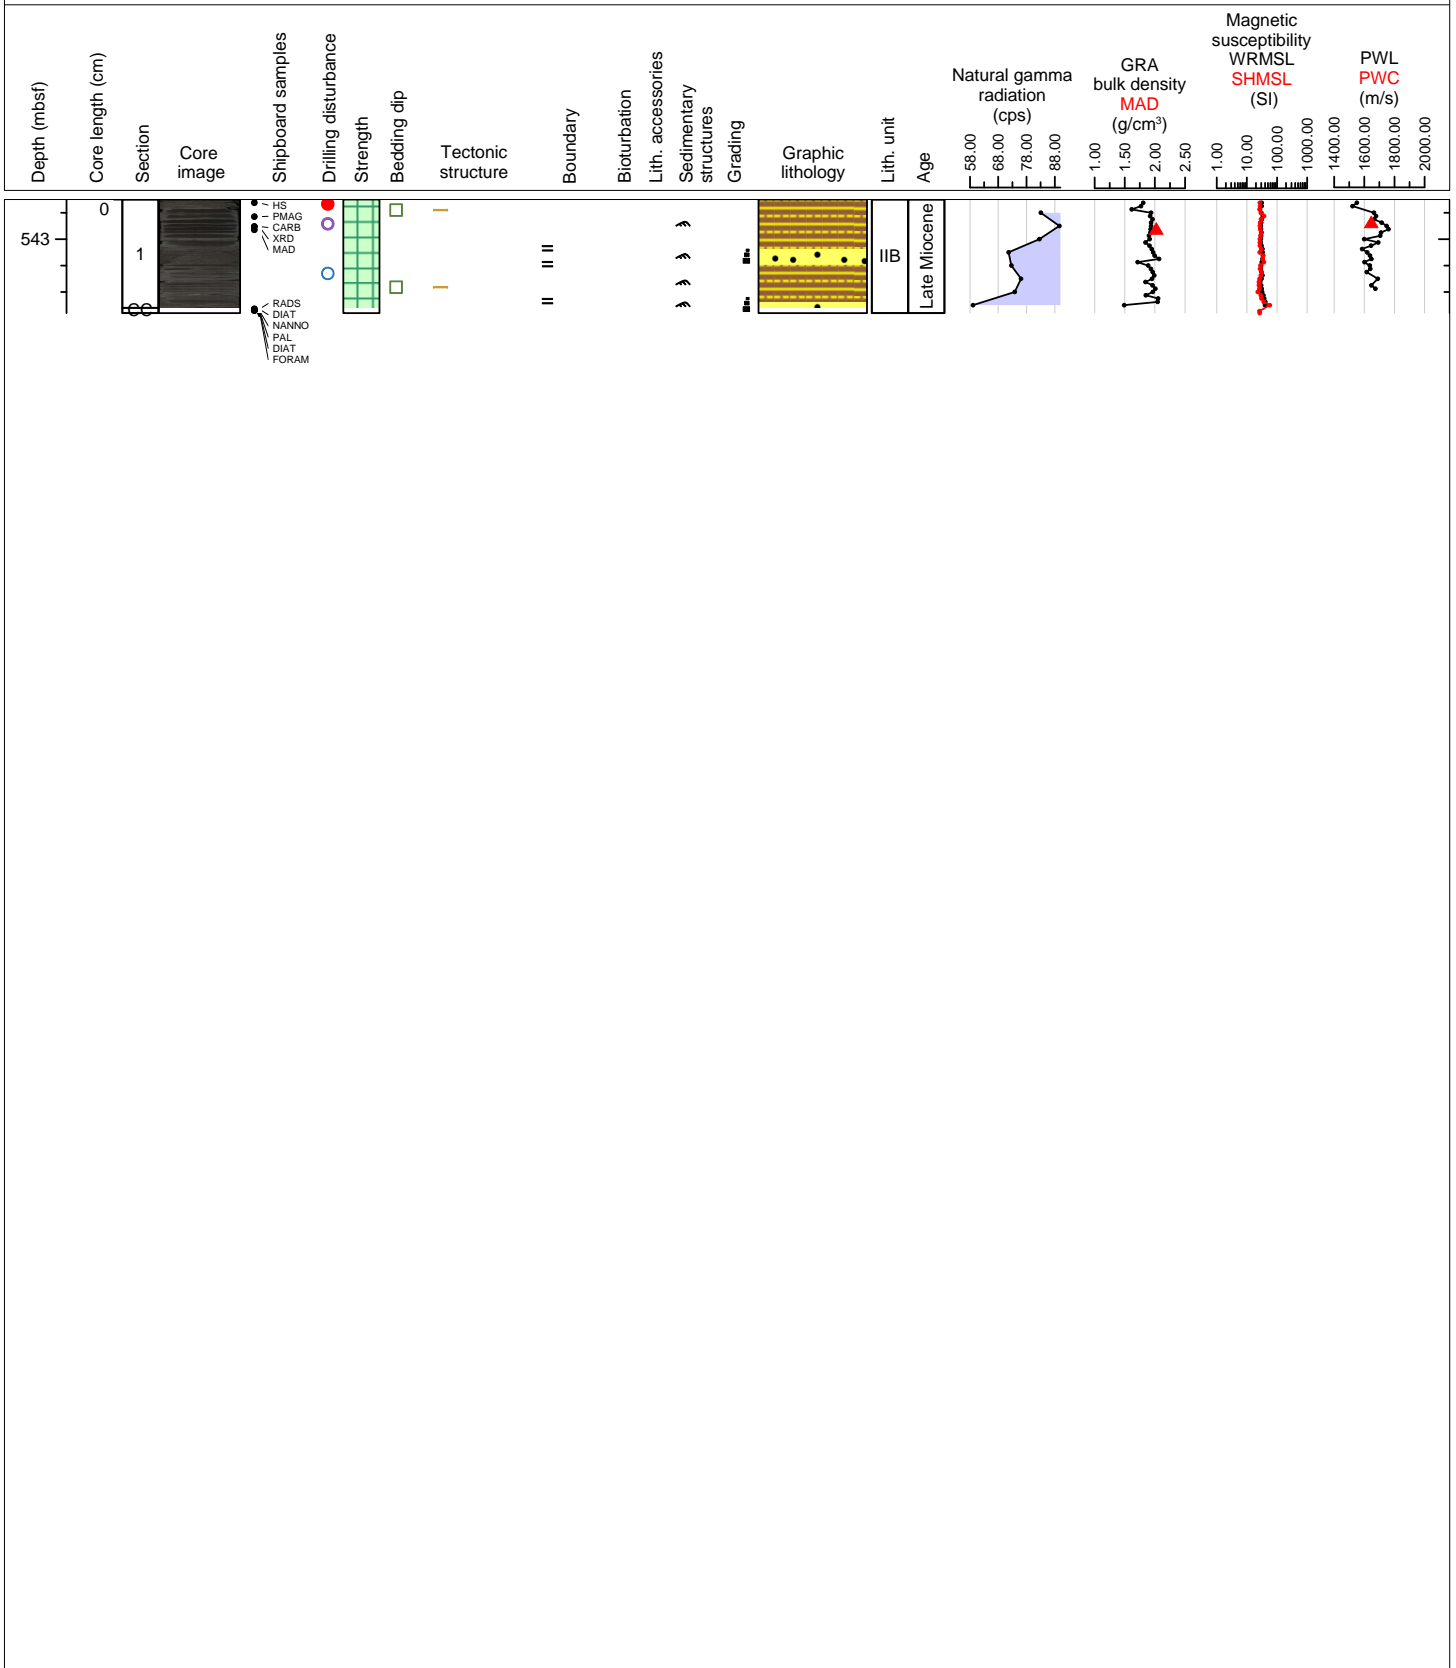 Depth (mbsf)
Core length (cm)
Section
Core
image
Shipboard samples
Drilling disturbance
Strength
Bedding dip
Tectonic
structure
Boundary
Bioturbation
Lith. accessories
Sedimentary
structures
Grading
Graphic
lithology
Lith. unit
Age
Natural gamma
radiation
(cps)
58.00
68.00
78.00
88.00
GRA
bulk density
MAD
(g/cm³)
1.00
1.50
2.00
2.50
Magnetic
susceptibility
WRMSL
SHMSL
(SI)
1.00
10.00
100.00
1000.00
PWL
PWC
(m/s)
1400.00
1600.00
1800.00
2000.00
0
543
1
CC
HS
PMAG
CARB
XRD
MAD
RADS
DIAT
NANNO
PAL
DIAT
FORAM
IIB
Late Miocene